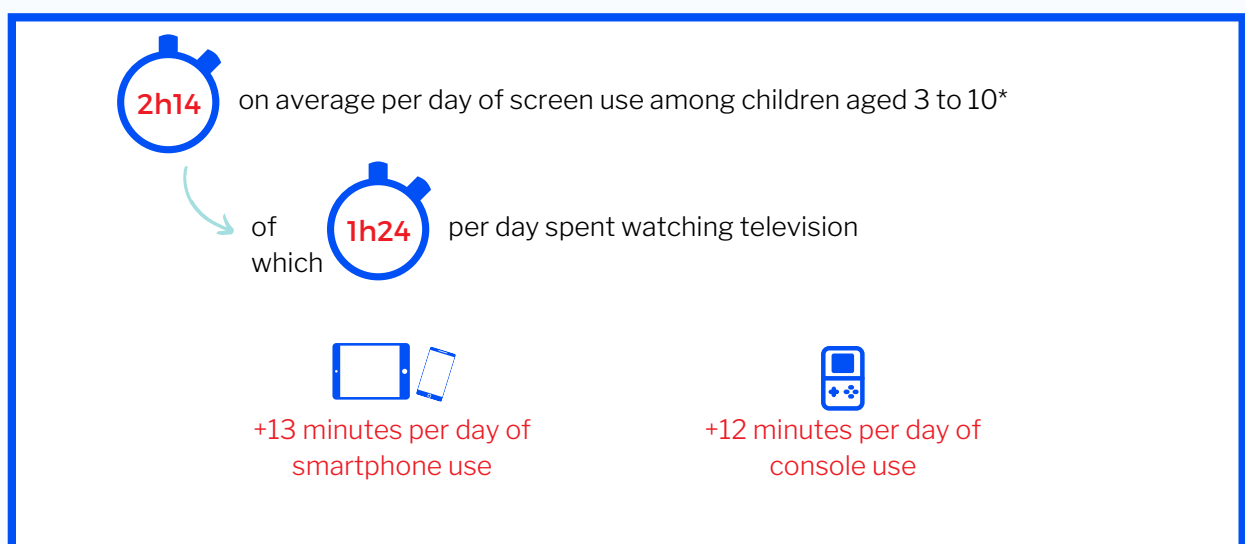 2h14 on average per day of screen use among children aged 3 to 10*
of
which 1h24 per day spent watching television
+13 minutes per day of
smartphone use
+12 minutes per day of
console use